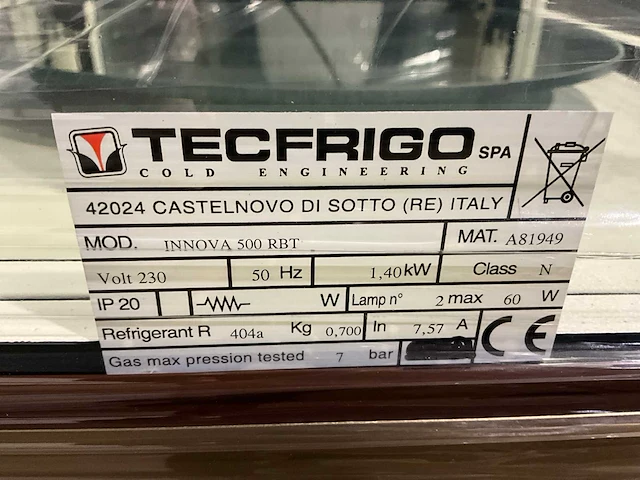 TECFRIGO SPA
COLD ENGINEERING
42024 CASTELNOVO DI SOTTO (RE) ITALY
MOD. INNOVA 500 RBT MAT. A81949
Volt 230 50 Hz 1,40kW Class N
IP 20 W Lamp n° 2 max 60 W
Refrigerant R 404a Kg 0,700 In 7,57 A CE
Gas max pression tested 7 bar